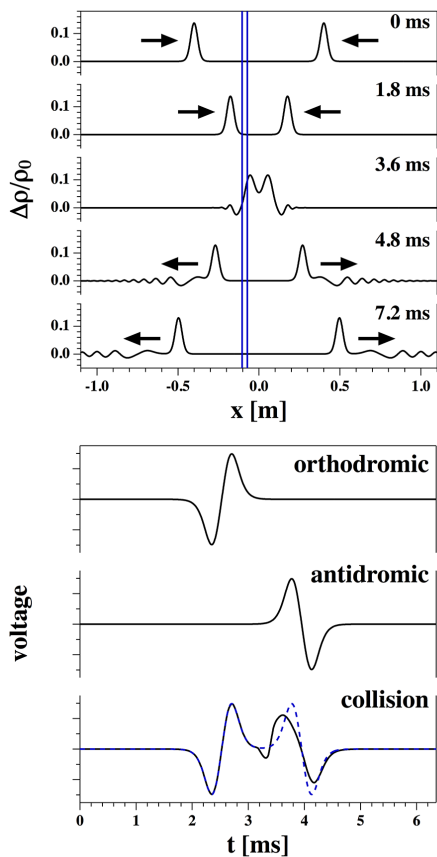 0.1
0.0
0 ms
0.1
0.0
1.8 ms
0.1
0.0
3.6 ms
Δρ/ρ0
0.1
0.0
4.8 ms
0.1
0.0
7.2 ms
-1.0 -0.5 0.0 0.5 1.0
x [m]
orthodromic
antidromic
voltage
collision
0 1 2 3 4 5 6
t [ms]